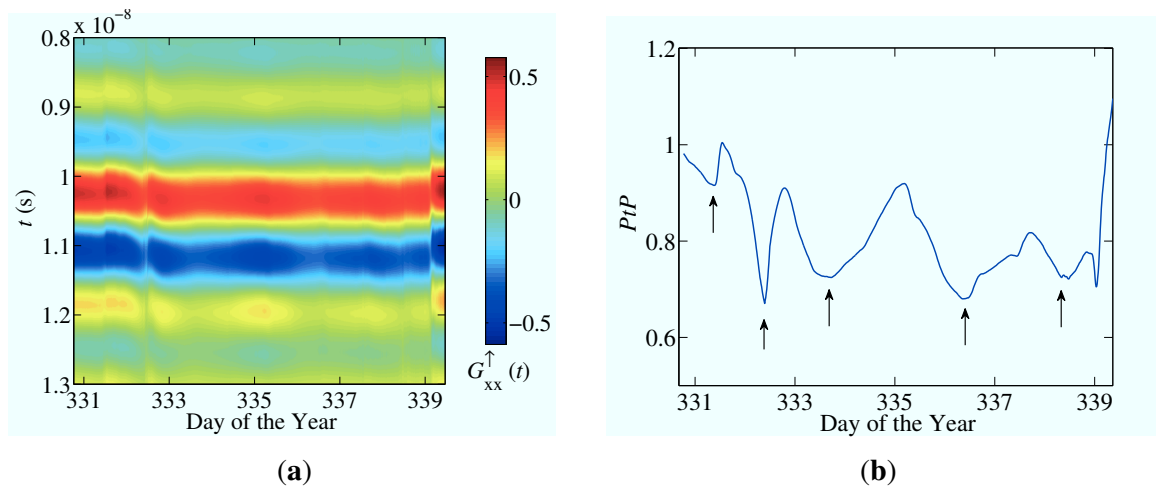 x 10−8
0.8
0.9
1
1.1
1.2
1.3
t (s)
331 333 335 337 339
Day of the Year
0.5
0
−0.5
G↑xx (t)
(a)
1.2
1
0.8
0.6
PtP
331 333 335 337 339
Day of the Year
(b)